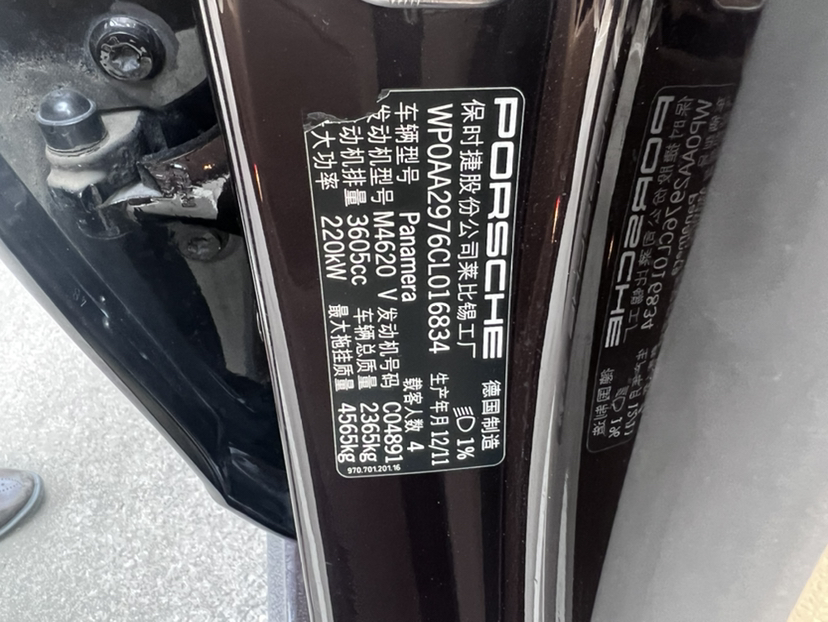 PORSCHE 德国制造
保时捷股份公司莱比锡工厂 1%
WP0AA2976CL016834 生产年月 12/11
车辆型号 Panamera 载客人数 4
发动机型号 M4620 V 发动机号码 C04891
动机排量 3605cc 车辆总质量 2365kg
大功率 220kW 最大拖挂质量 4565kg
970.701.201.16